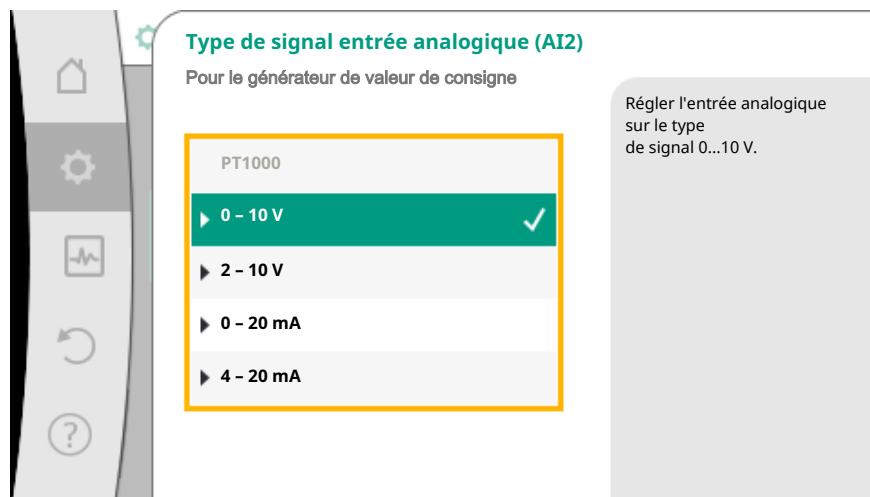 Type de signal entrée analogique (AI2)
Pour le générateur de valeur de consigne
PT1000
0 – 10 V
2 – 10 V
0 – 20 mA
4 – 20 mA
Régler l'entrée analogique
sur le type
de signal 0...10 V.
?